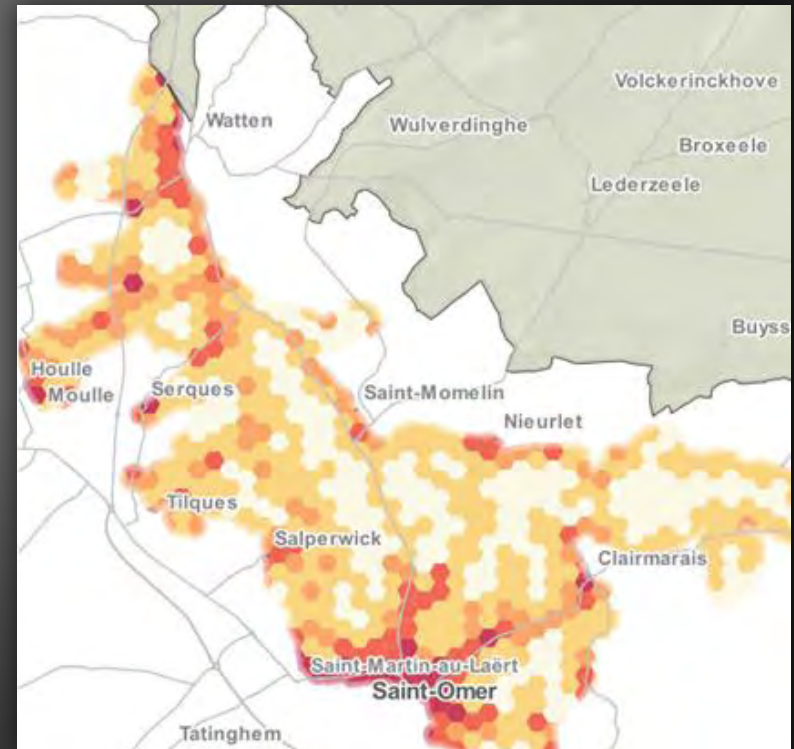 Volckerinckhove
Watten
Wulverdinghe
Broxeele
Lederzeele
Buyss
Houlle
Moulle
Serques
Saint-Momelin
Nieurlet
Tilques
Salperwick
Clairmarais
Saint-Martin-au-Laërt
Saint-Omer
Tatinghem